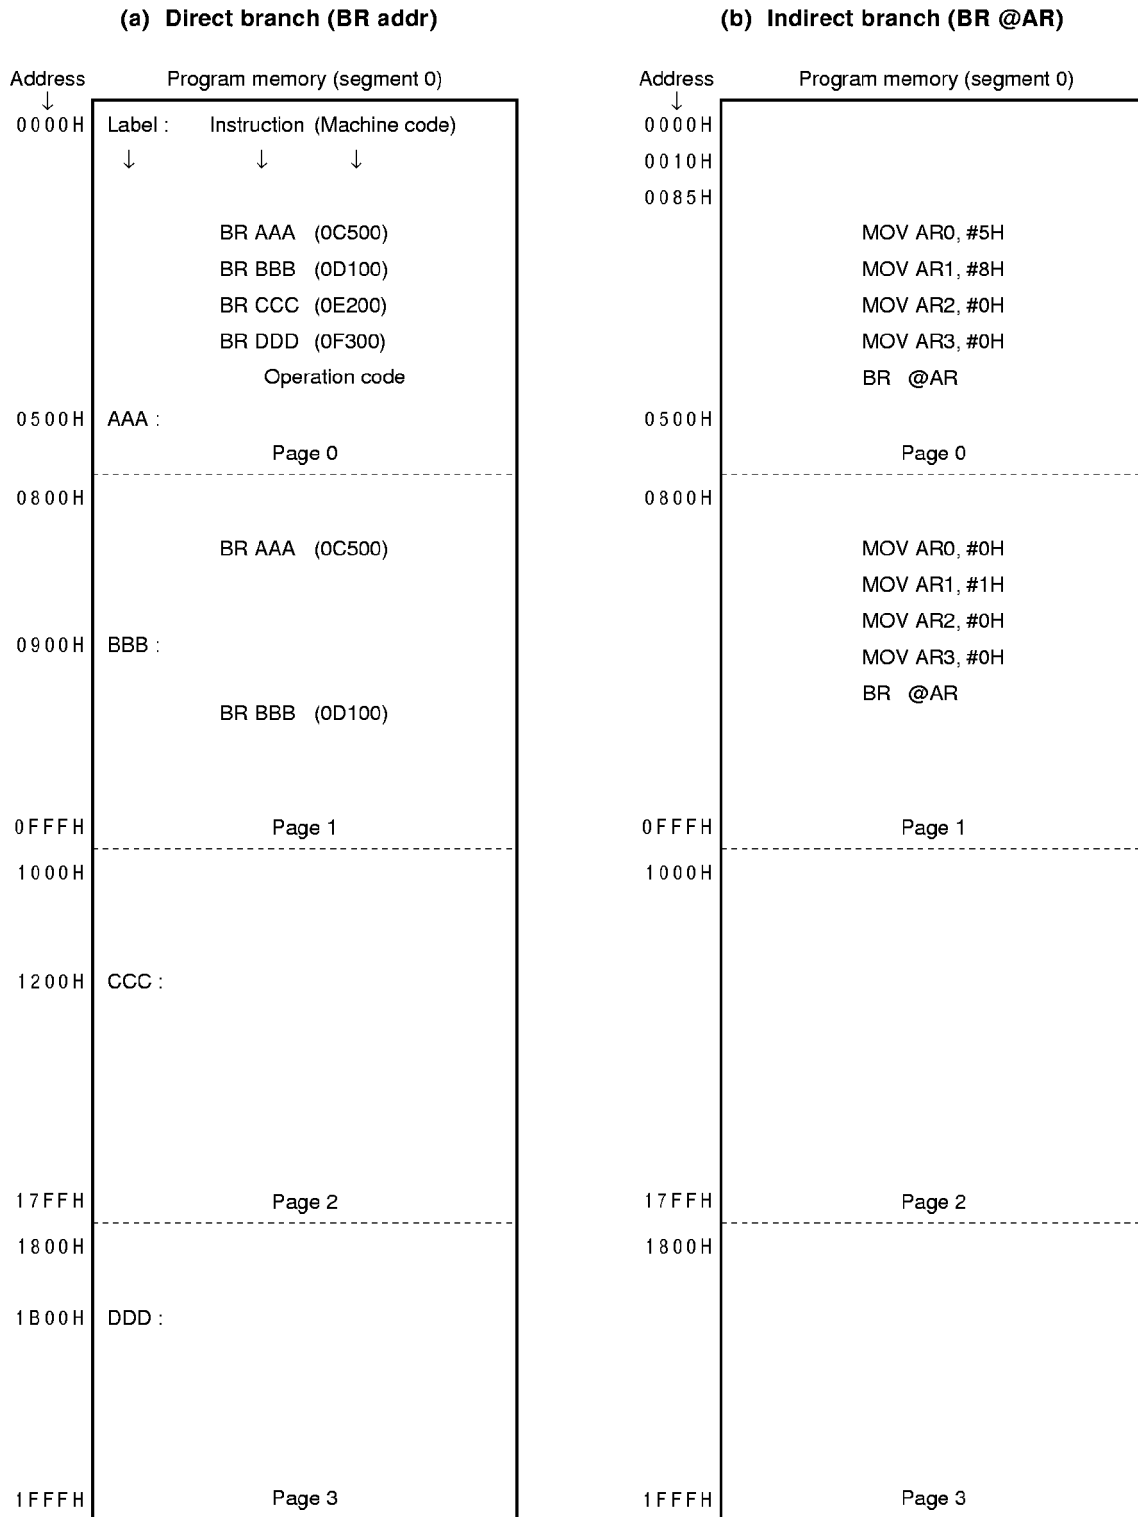 (a) Direct branch (BR addr)
Address Program memory (segment 0)
↓
0000H Label : Instruction (Machine code)
↓ ↓ ↓
BR AAA (0C500)
BR BBB (0D100)
BR CCC (0E200)
BR DDD (0F300)
Operation code
0500H AAA :
Page 0
0800H
BR AAA (0C500)
0900H BBB :
BR BBB (0D100)
0FFFH Page 1
1000H
1200H CCC :
17FFH Page 2
1800H
1B00H DDD :
1FFFH Page 3
(b) Indirect branch (BR @AR)
Address Program memory (segment 0)
↓
0000H
0010H
0085H
MOV AR0, #5H
MOV AR1, #8H
MOV AR2, #0H
MOV AR3, #0H
BR @AR
0500H
Page 0
0800H
MOV AR0, #0H
MOV AR1, #1H
MOV AR2, #0H
MOV AR3, #0H
BR @AR
0FFFH Page 1
1000H
17FFH Page 2
1800H
1FFFH Page 3